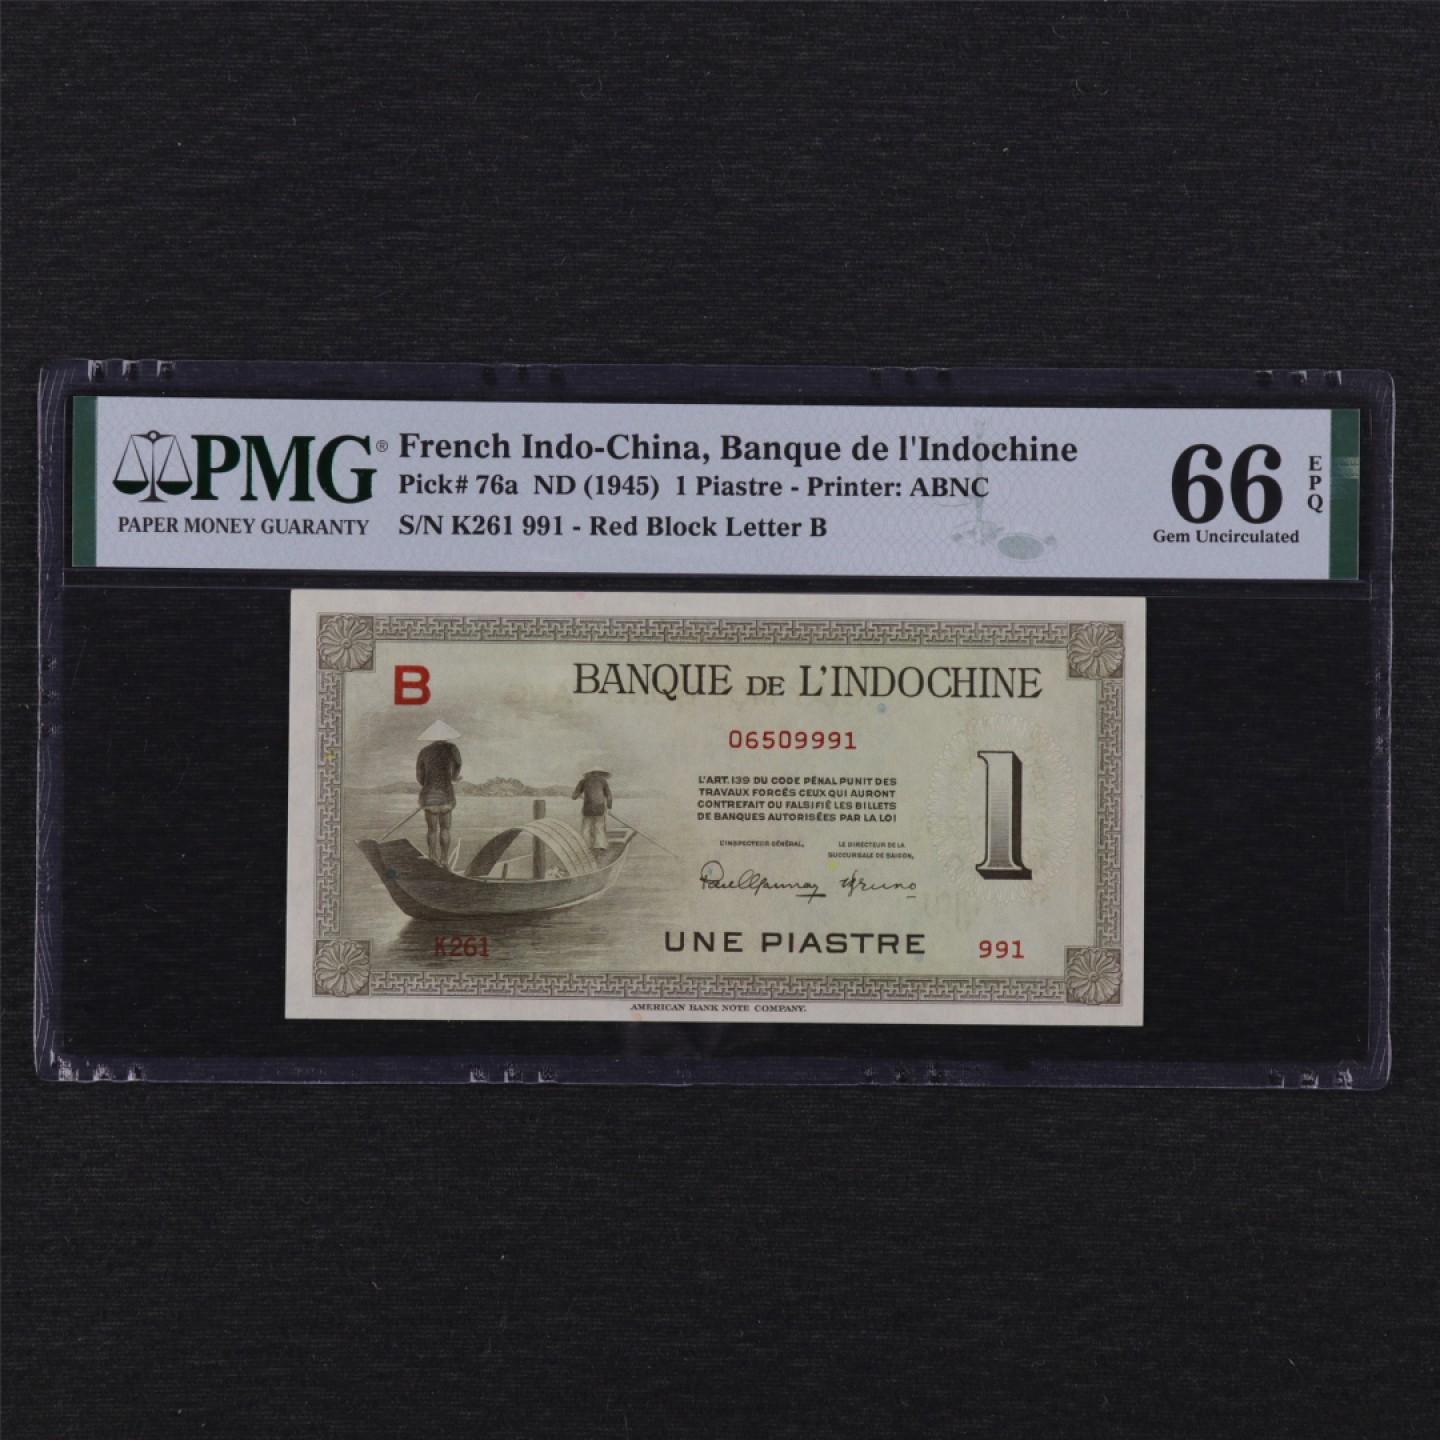 PMG®
PAPER MONEY GUARANTY
French Indo-China, Banque de l'Indochine
Pick# 76a ND (1945) 1 Piastre - Printer: ABNC
S/N K261 991 - Red Block Letter B
66
EPQ
Gem Uncirculated
B
BANQUE DE L'INDOCHINE
06509991
L'ART. 139 DU CODE PÉNAL PUNIT DES
TRAVAUX FORCÉS CEUX QUI AURONT
CONTREFAIT OU FALSIFIÉ LES BILLETS
DE BANQUES AUTORISÉES PAR LA LOI
L'INSPECTEUR GÉNÉRAL,
LE DIRECTEUR DE LA
SUCCURSALE DE SAIGON,
1
K261
UNE PIASTRE
991
AMERICAN BANK NOTE COMPANY.